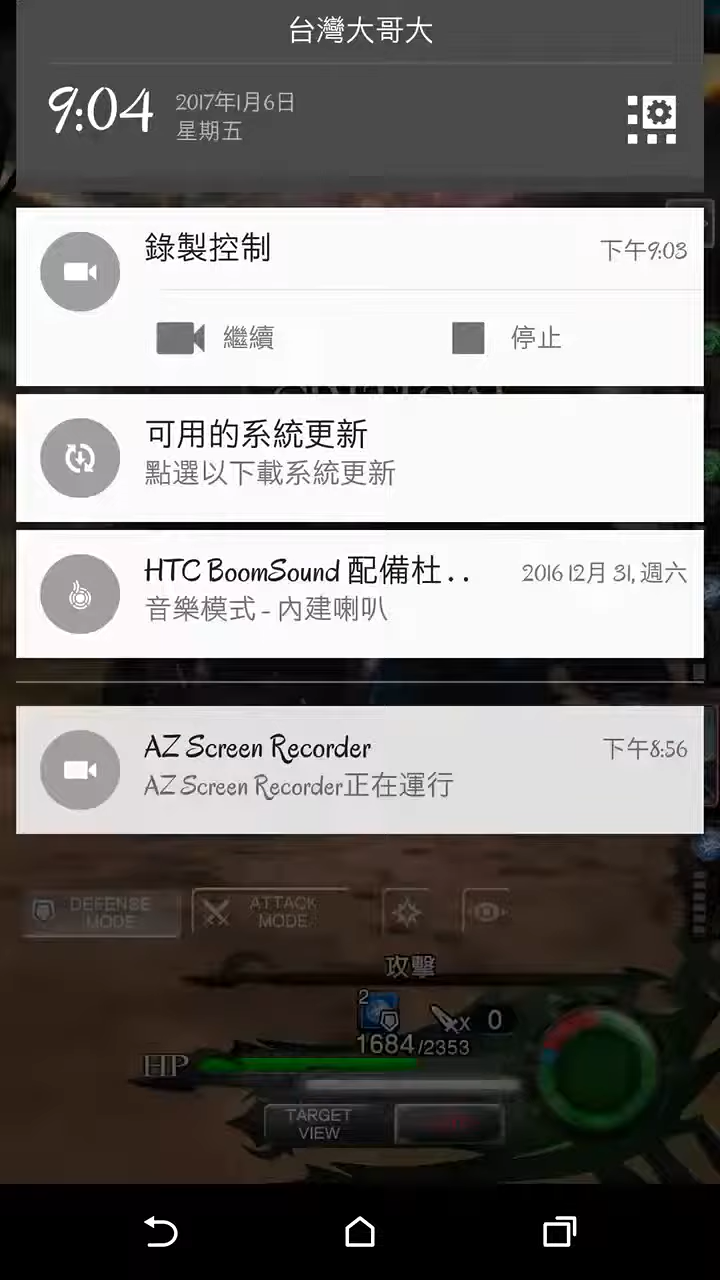 台灣大哥大
9:04
2017年1月6日
星期五
錄製控制
下午9:03
繼續
停止
可用的系統更新
點選以下載系統更新
HTC BoomSound 配備杜..
2016 12月 31, 週六
音樂模式 - 內建喇叭
AZ Screen Recorder
下午8:56
AZ Screen Recorder正在運行
DEFENSE
MODE
ATTACK
MODE
攻擊
2
x 0
1684/2353
HP
TARGET
VIEW